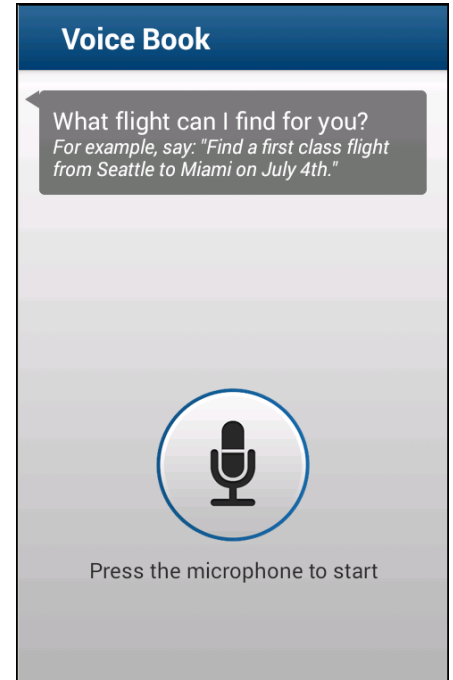 Voice Book
What flight can I find for you?
For example, say: "Find a first class flight
from Seattle to Miami on July 4th."
Press the microphone to start